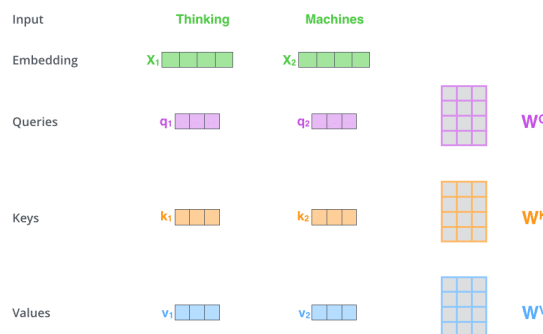 Input Thinking Machines
Embedding X₁ X₂
Queries q₁ q₂ W^Q
Keys k₁ k₂ W^K
Values v₁ v₂ W^V